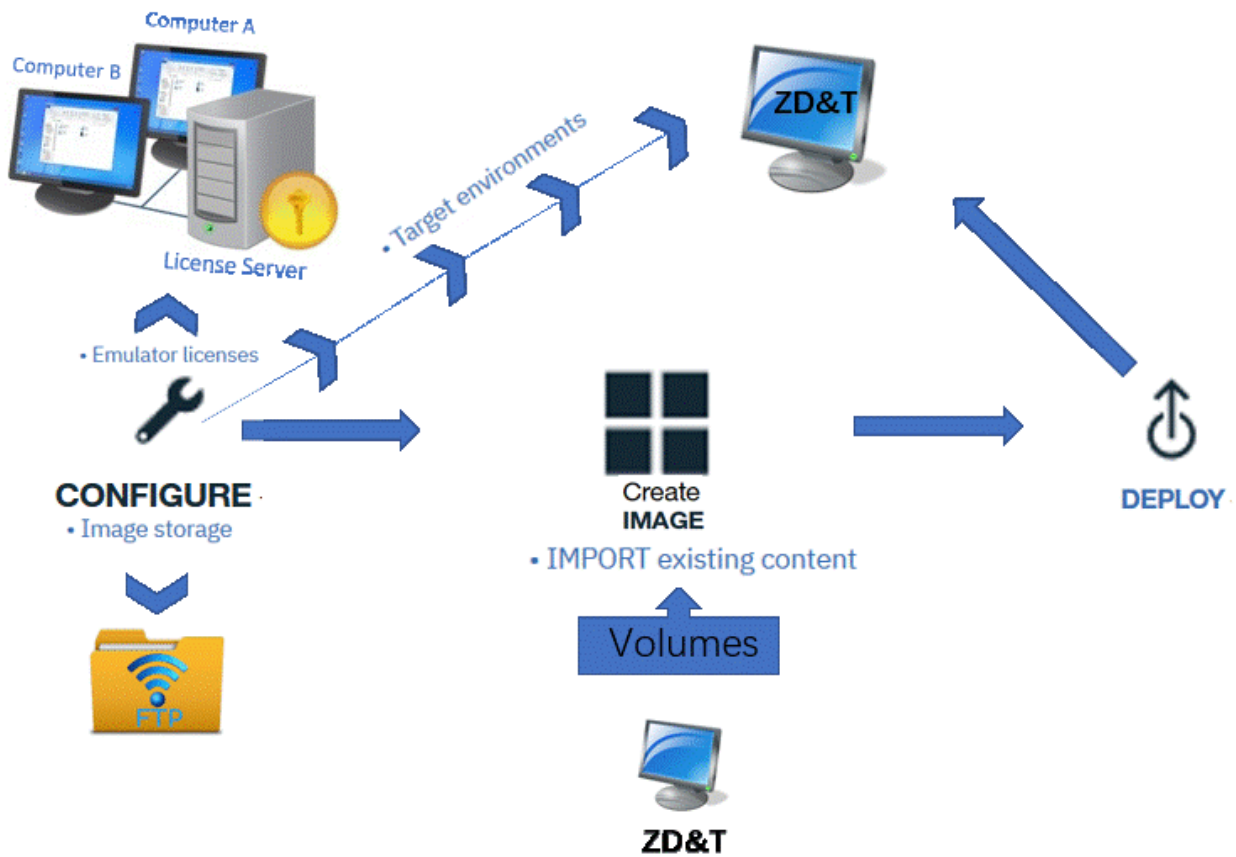 Computer A
Computer B
License Server
• Emulator licenses
• Target environments
ZD&T
CONFIGURE
• Image storage
FTP
Create
IMAGE
• IMPORT existing content
Volumes
ZD&T
DEPLOY